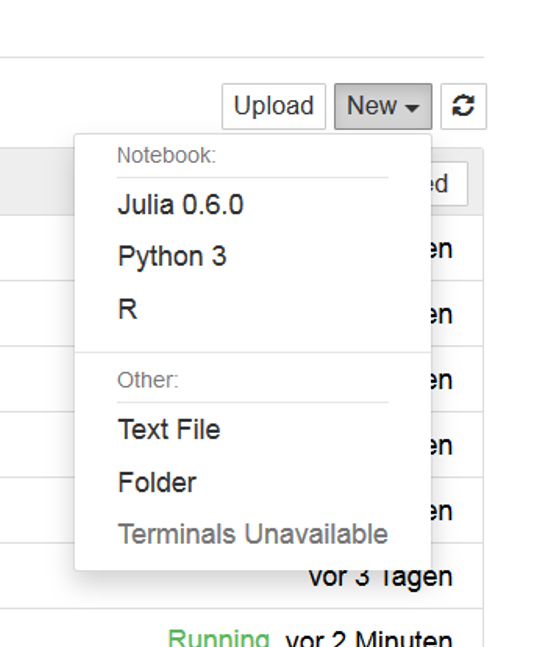 Upload New
Notebook:
ed
Julia 0.6.0
en
Python 3
en
R
en
Other:
Text File
en
Folder
en
Terminals Unavailable
vor 3 Tagen
Running vor 2 Minuten